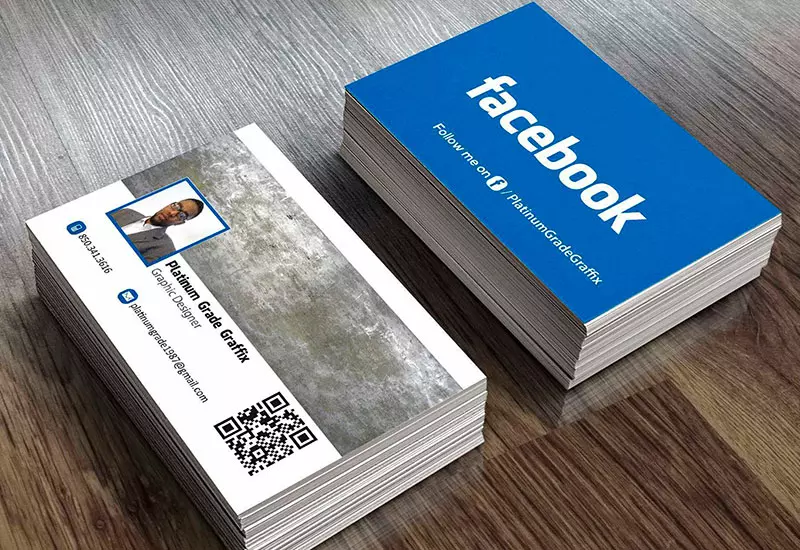 850.341.3616
Platinum Grade Graffix
Graphic Designer
platinumgrade1987@gmail.com
facebook
Follow me on f / PlatinumGradeGraffix